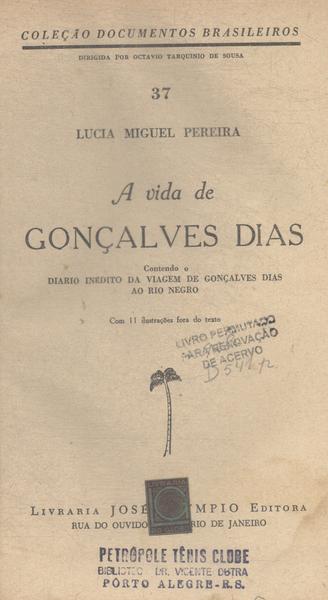 COLEÇÃO DOCUMENTOS BRASILEIROS
DIRIGIDA POR OCTAVIO TARQUINIO DE SOUSA
37
LUCIA MIGUEL PEREIRA
A vida de
GONÇALVES DIAS
Contendo o
DIARIO INEDITO DA VIAGEM DE GONÇALVES DIAS
AO RIO NEGRO
Com 11 ilustrações fora do texto
LIVRO PERMUTADO
PARA RENOVAÇÃO
DE ACERVO
LIVRARIA
LIVRARIA JOSÉ OLYMPIO EDITORA
RUA DO OUVIDOR RIO DE JANEIRO
PETRÓPOLE TÊNIS CLUBE
BIBLIOTEC DR. VICENTE DUTRA
PÔRTO ALEGRE-R.S.